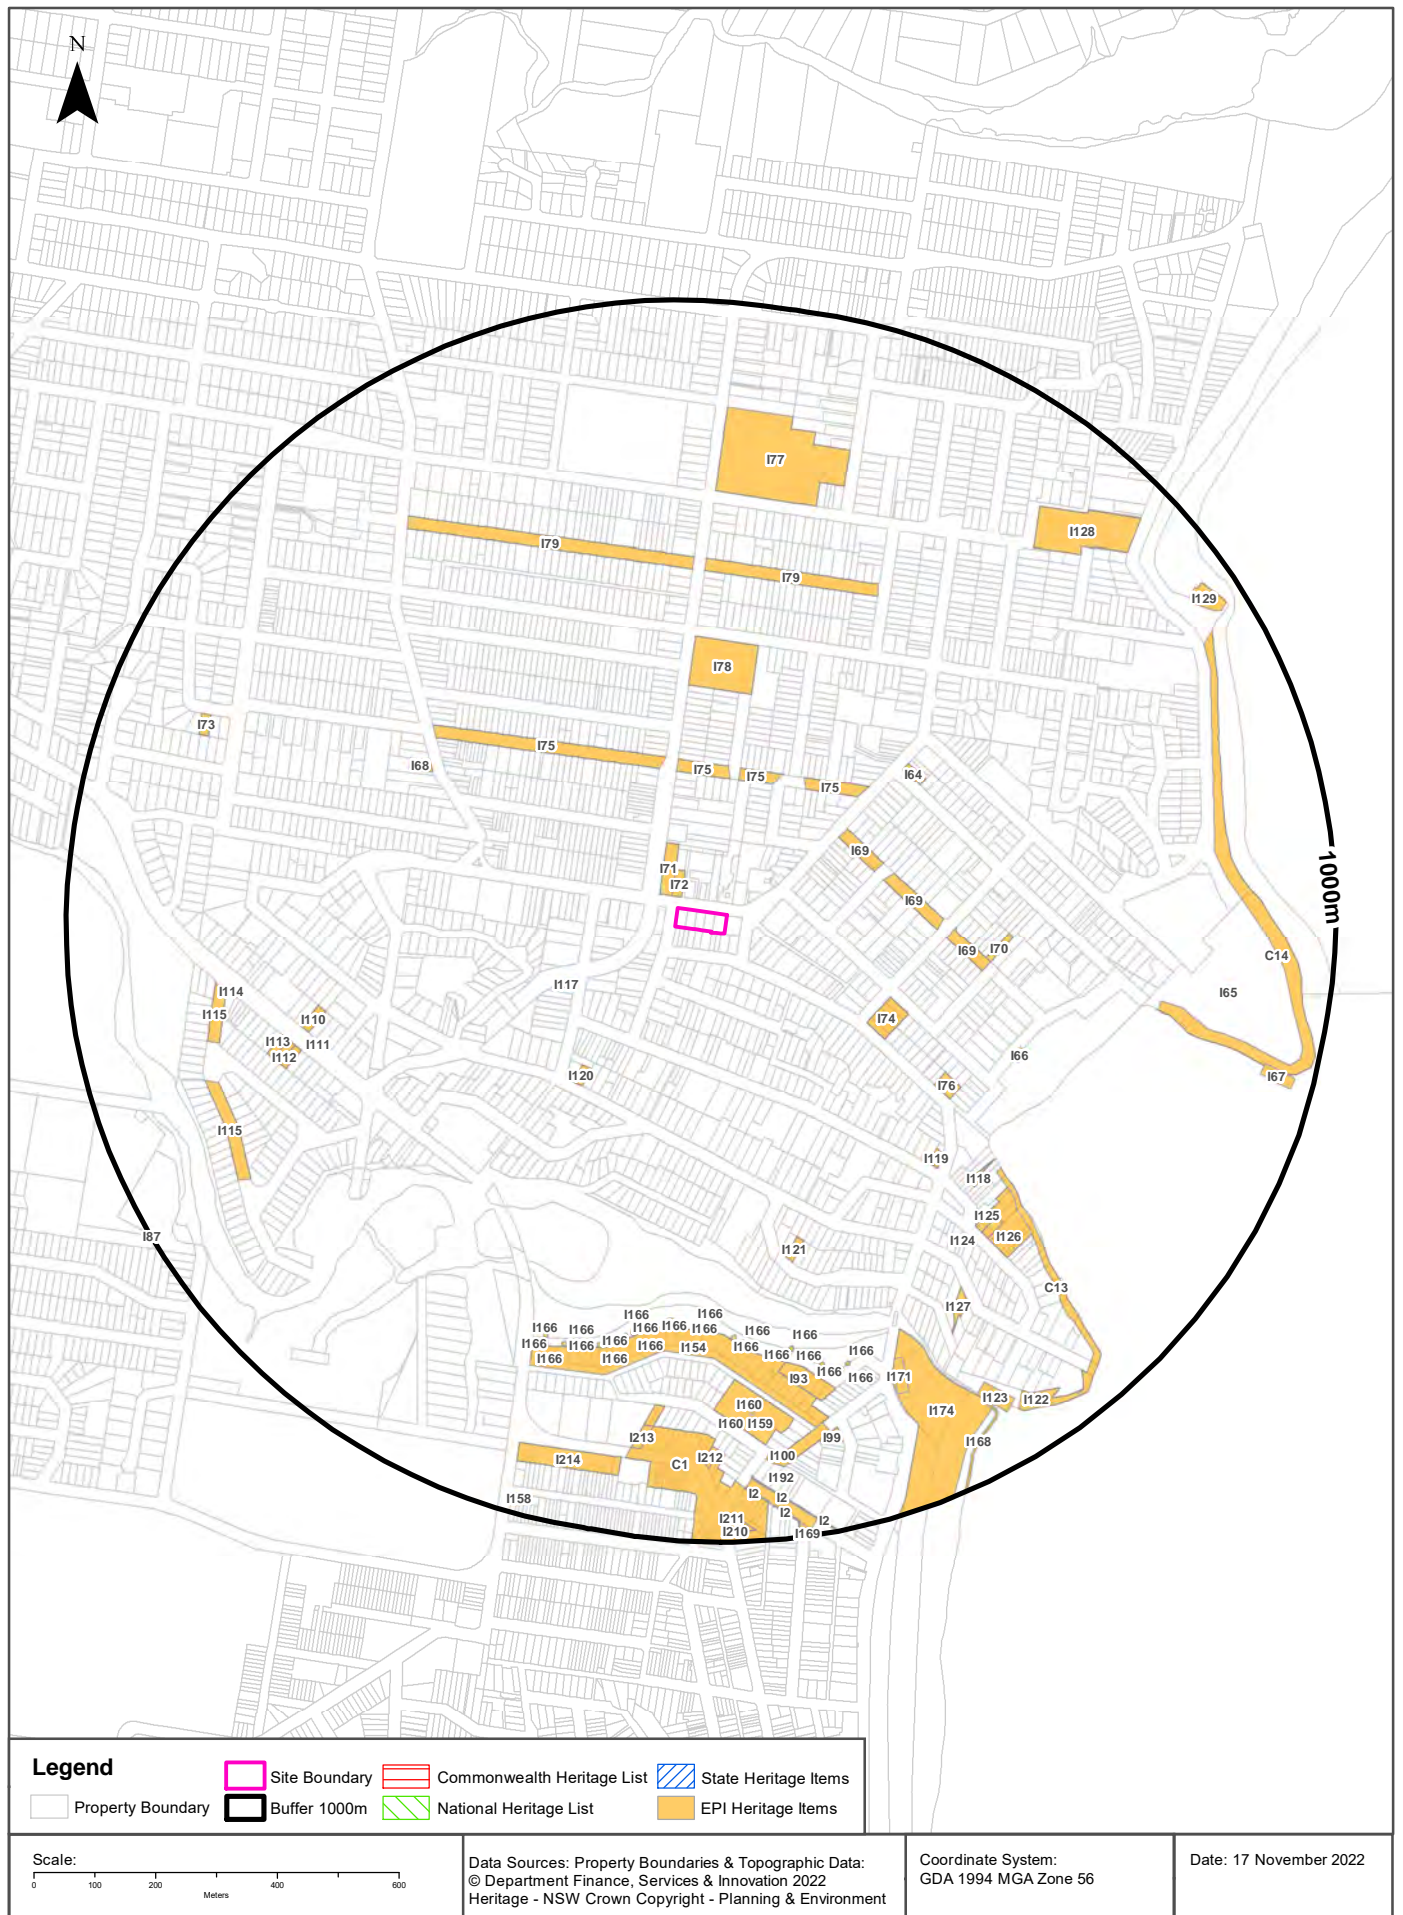 N
I77
I128
I79
I79
I129
I78
I73
I75
I68
I75
I75
I75
I64
I69
I71
I72
1000m
I69
I69
I70
C14
I117
I65
I114
I115
I110
I74
I113
I111
I112
I66
I120
I76
I67
I115
I119
I118
I125
I87
I124
I126
I121
C13
I127
I166
I166
I166
I166
I166
I166
I166
I166
I166
I166
I166
I166
I166
I154
I166
I166
I166
I166
I166
I166
I166
I166
I93
I171
I123
I122
I160
I174
I160
I159
I99
I213
I168
I212
I100
I214
C1
I192
I2
I2
I158
I2
I211
I2
I210
I169
Legend
Site Boundary
Commonwealth Heritage List
State Heritage Items
Property Boundary
Buffer 1000m
National Heritage List
EPI Heritage Items
Scale:
0 100 200 400 600
Meters
Data Sources: Property Boundaries & Topographic Data:
© Department Finance, Services & Innovation 2022
Heritage - NSW Crown Copyright - Planning & Environment
Coordinate System:
GDA 1994 MGA Zone 56
Date: 17 November 2022